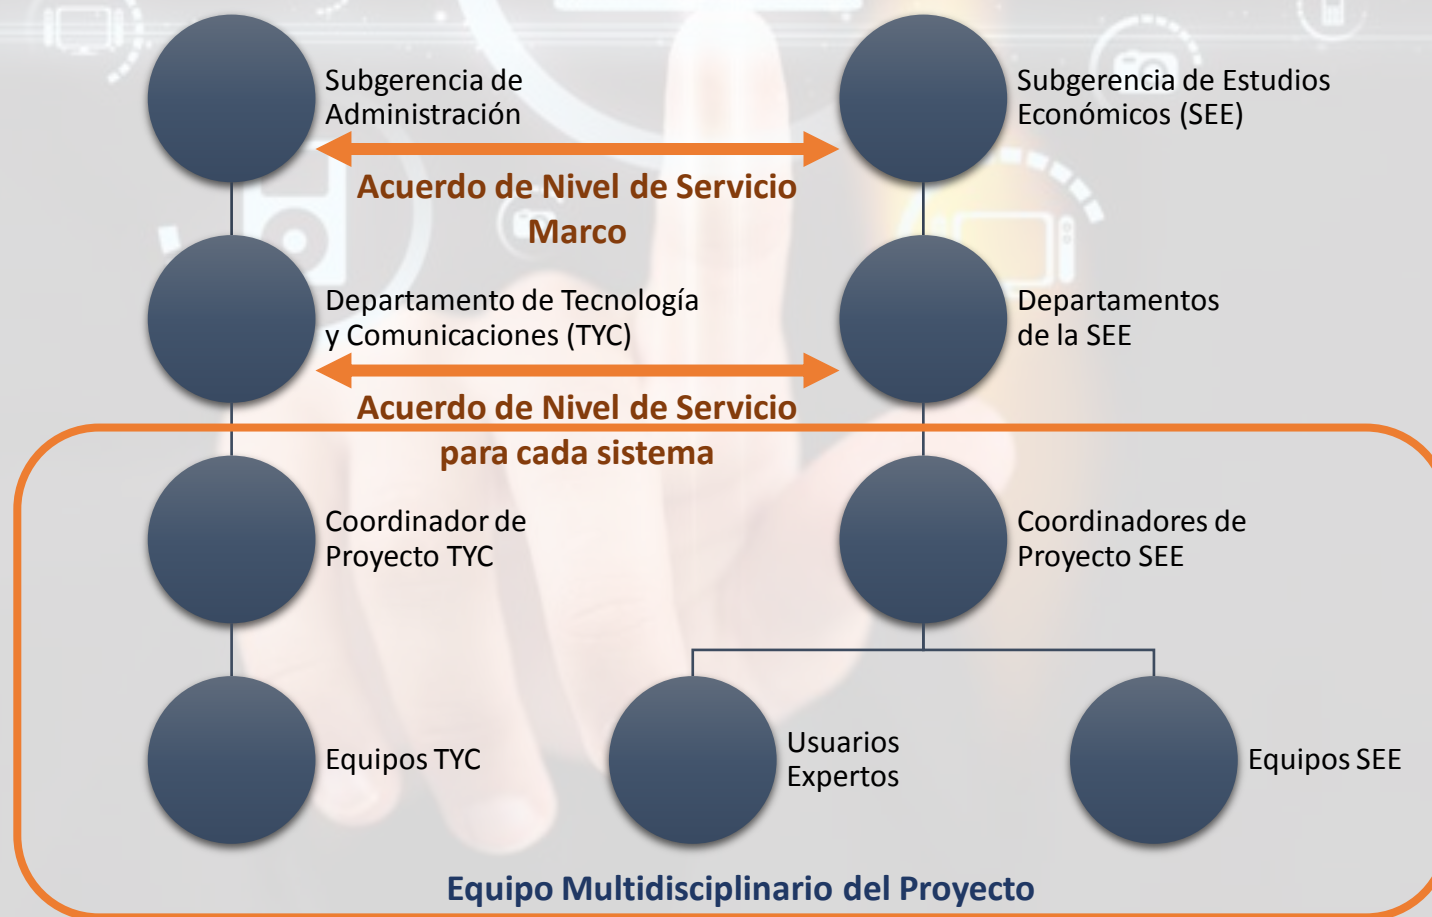 Subgerencia de
Administración
Subgerencia de Estudios
Económicos (SEE)
Acuerdo de Nivel de Servicio
Marco
Departamento de Tecnología
y Comunicaciones (TYC)
Departamentos
de la SEE
Acuerdo de Nivel de Servicio
para cada sistema
Coordinador de
Proyecto TYC
Coordinadores de
Proyecto SEE
Equipos TYC
Usuarios
Expertos
Equipos SEE
Equipo Multidisciplinario del Proyecto